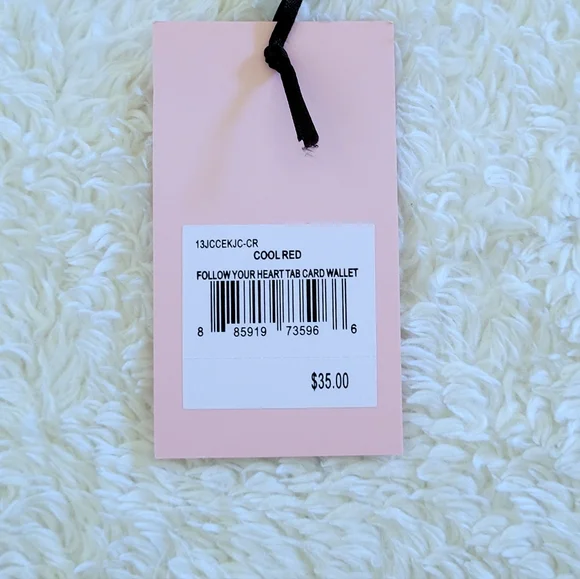 13JCCEKJC-CR
COOL RED
FOLLOW YOUR HEART TAB CARD WALLET
8 85919 73596 6
$35.00